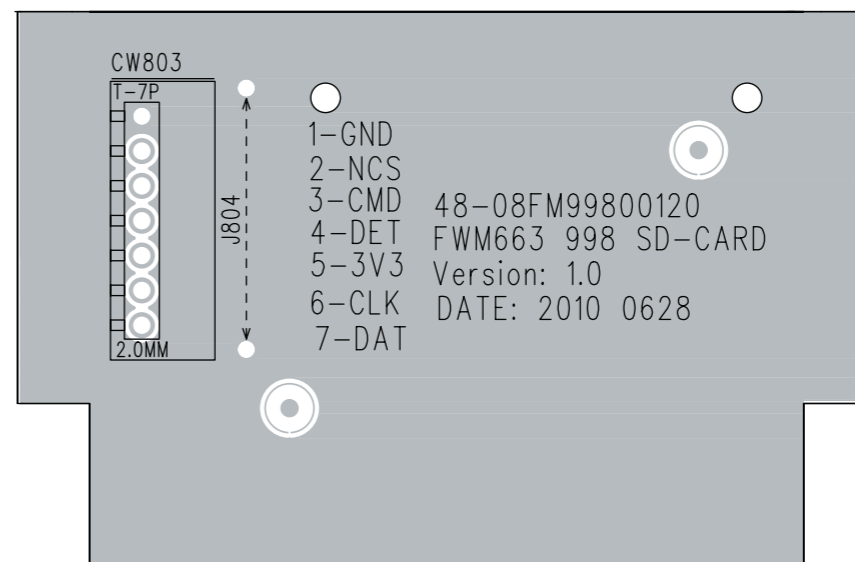 CW803
T-7P
2.0MM
J804
1-GND
2-NCS
3-CMD
4-DET
5-3V3
6-CLK
7-DAT
48-08FM99800120
FWM663 998 SD-CARD
Version: 1.0
DATE: 2010 0628